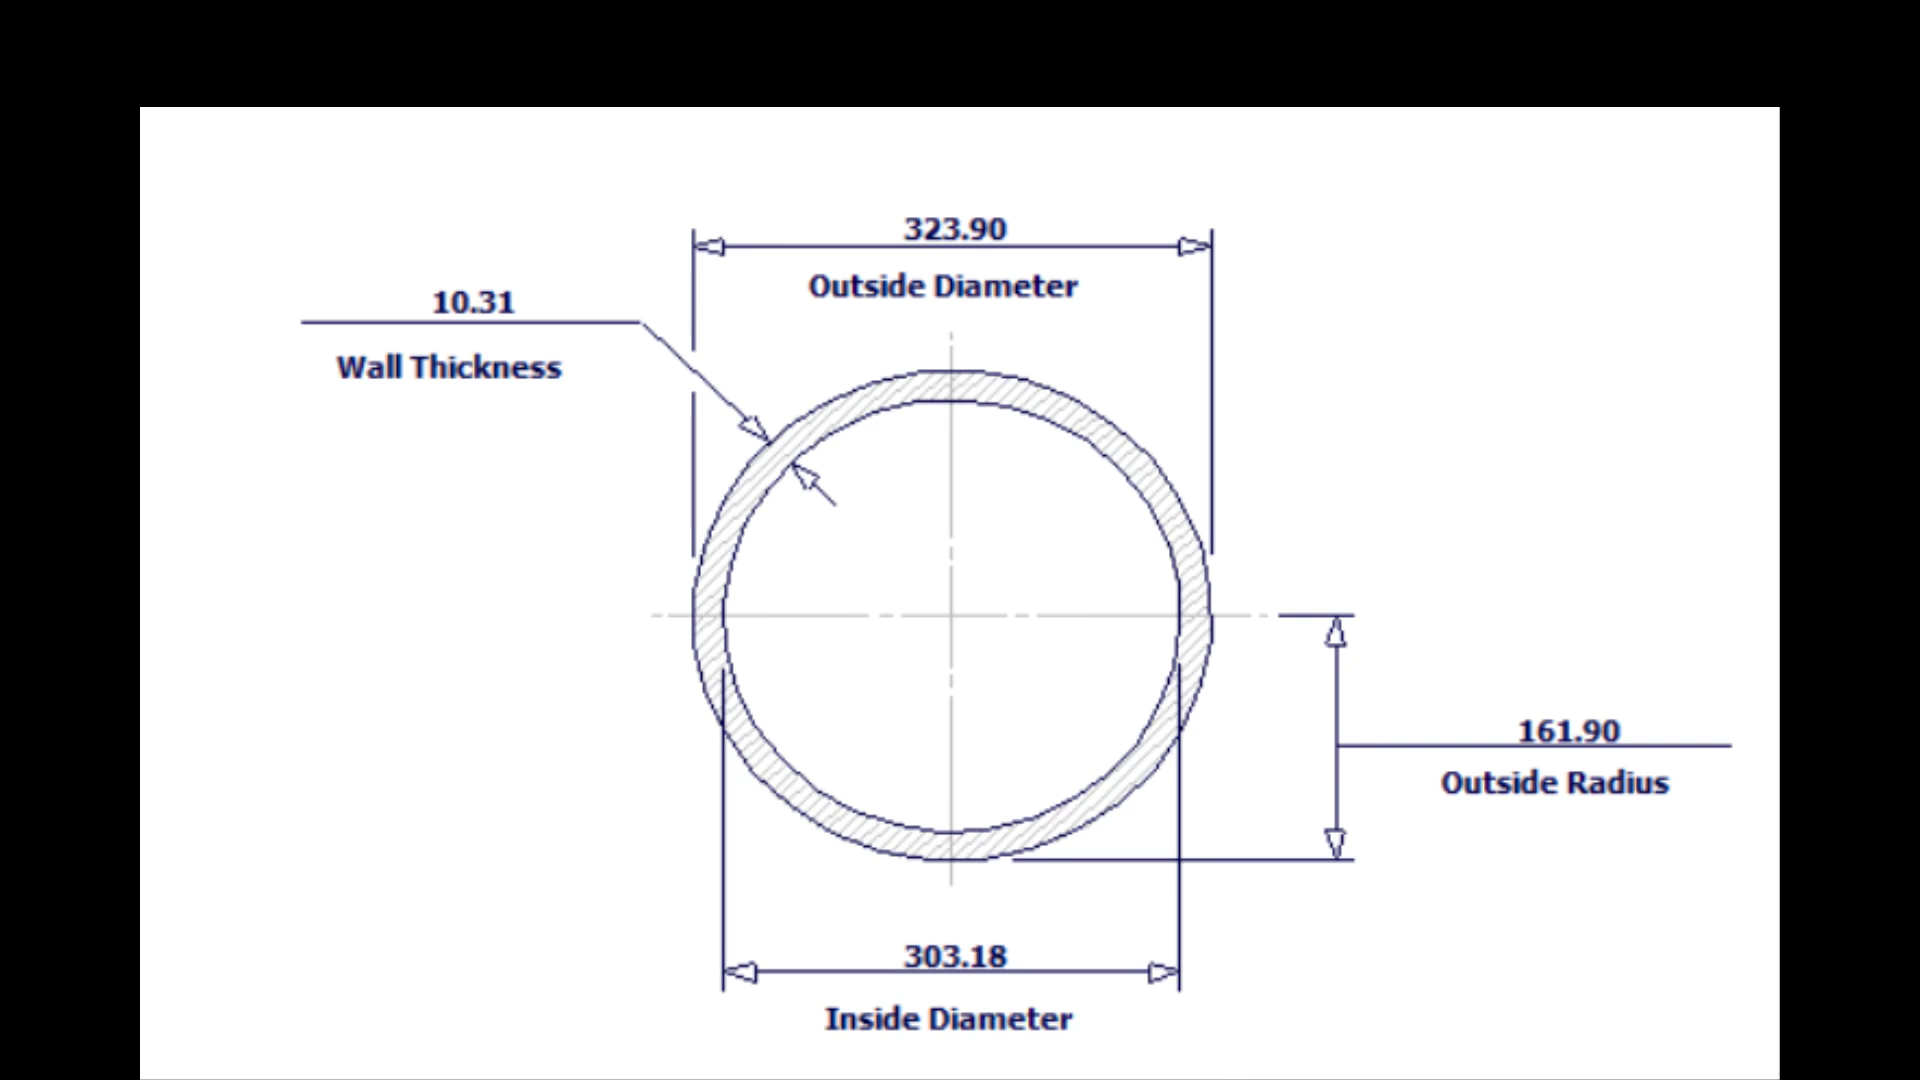 323.90
Outside Diameter
10.31
Wall Thickness
161.90
Outside Radius
303.18
Inside Diameter